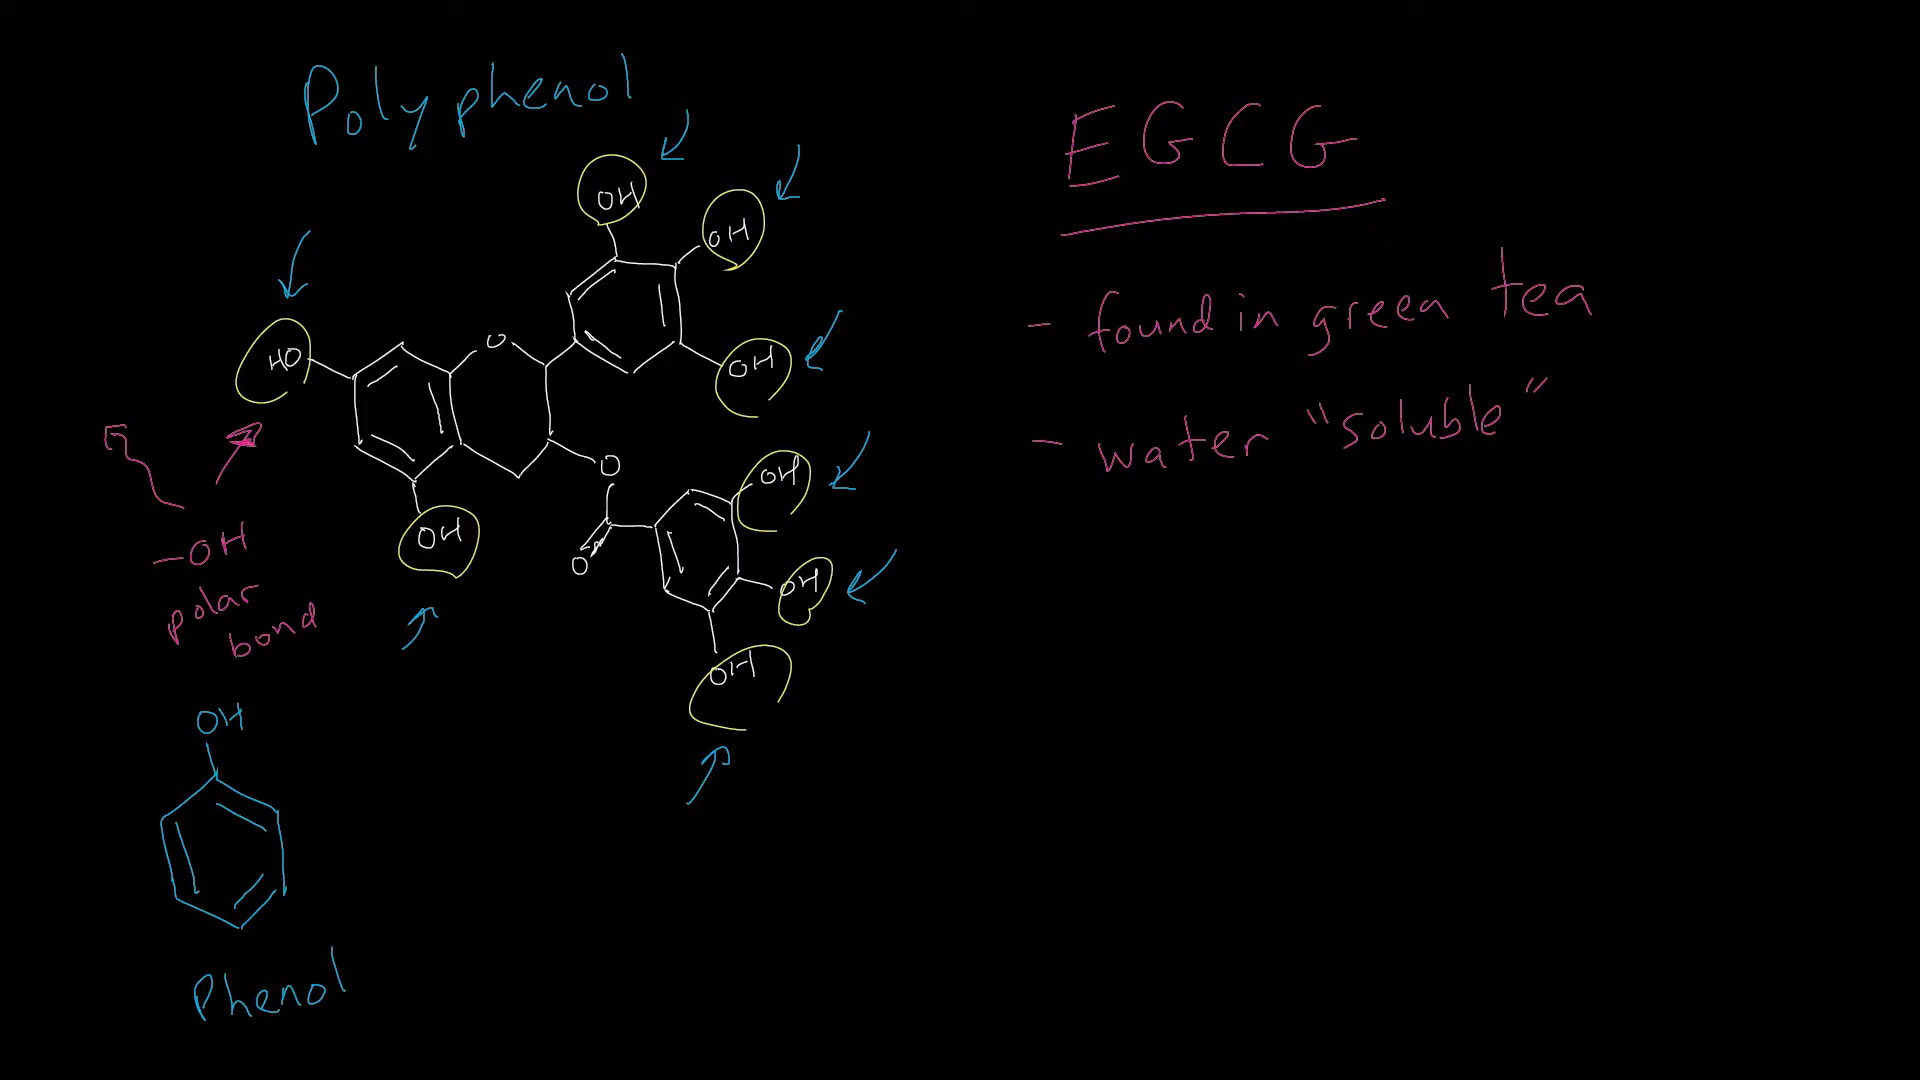 Polyphenol
OH
OH
HO
O
OH
O
OH
OH
O
OH
OH
–OH
polar
bond
OH
Phenol
EGCG
- found in green tea
- water "soluble"